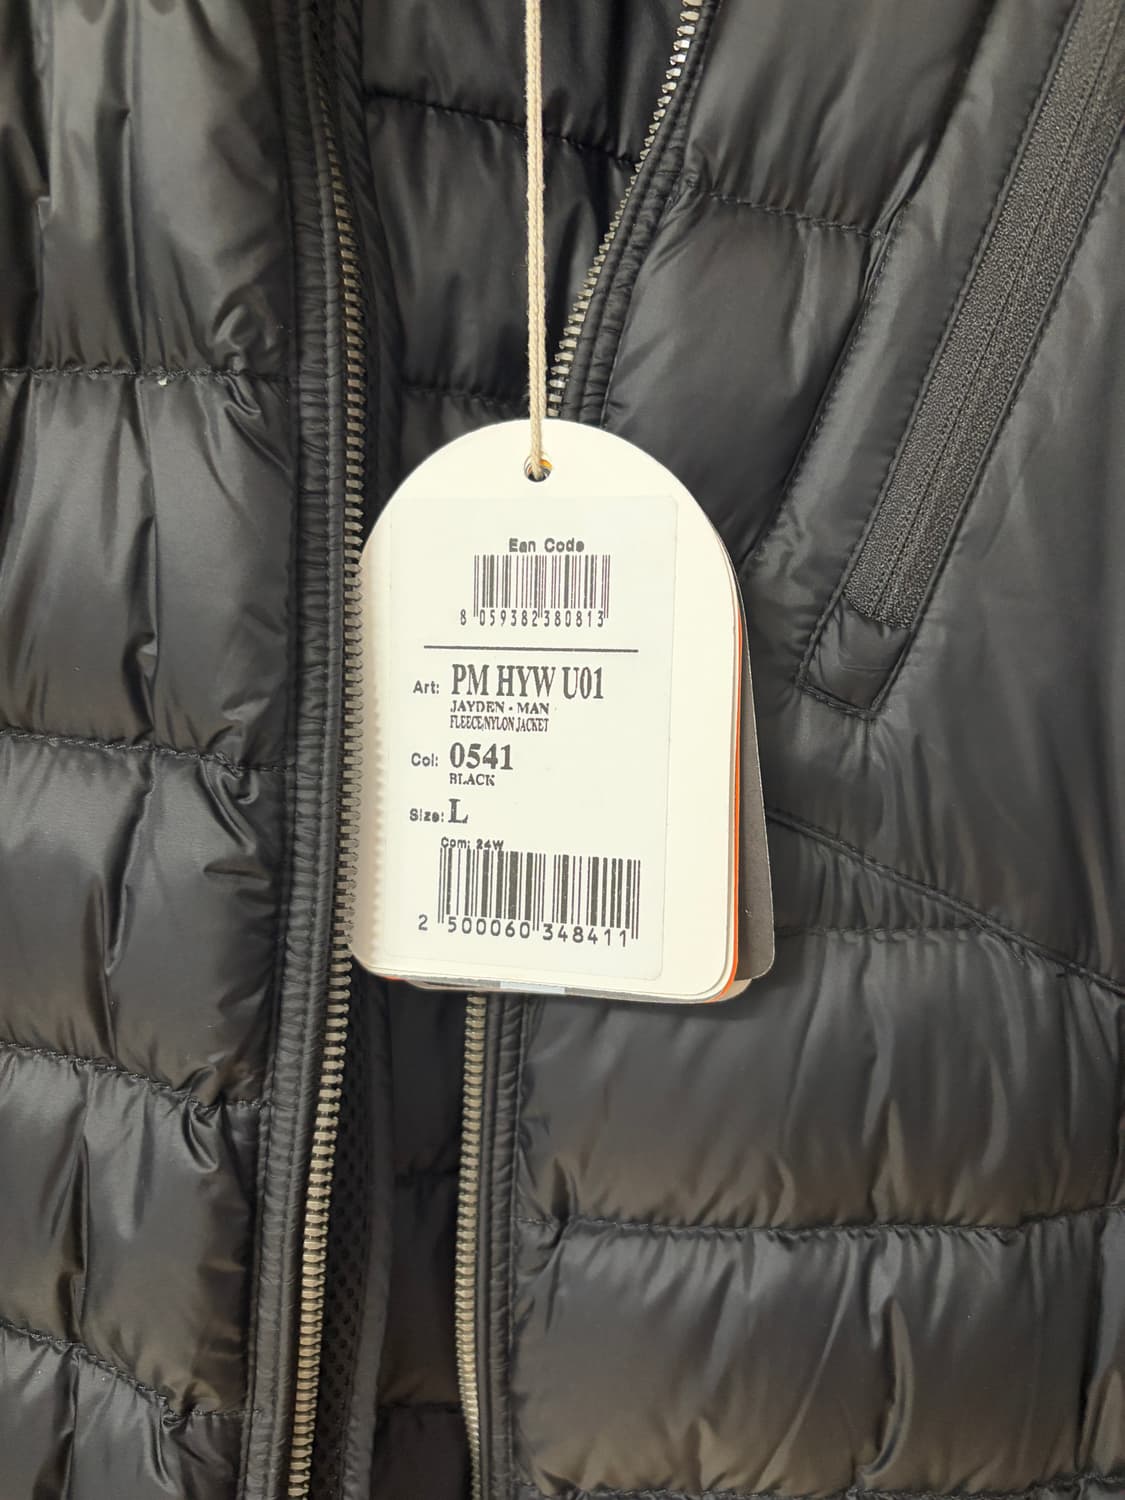 Ean Code
8 059382 380813
Art: PM HYW U01
JAYDEN - MAN
FLEECE/NYLON JACKET
Col: 0541
BLACK
Size: L
Com: 24W
2 500060 348411